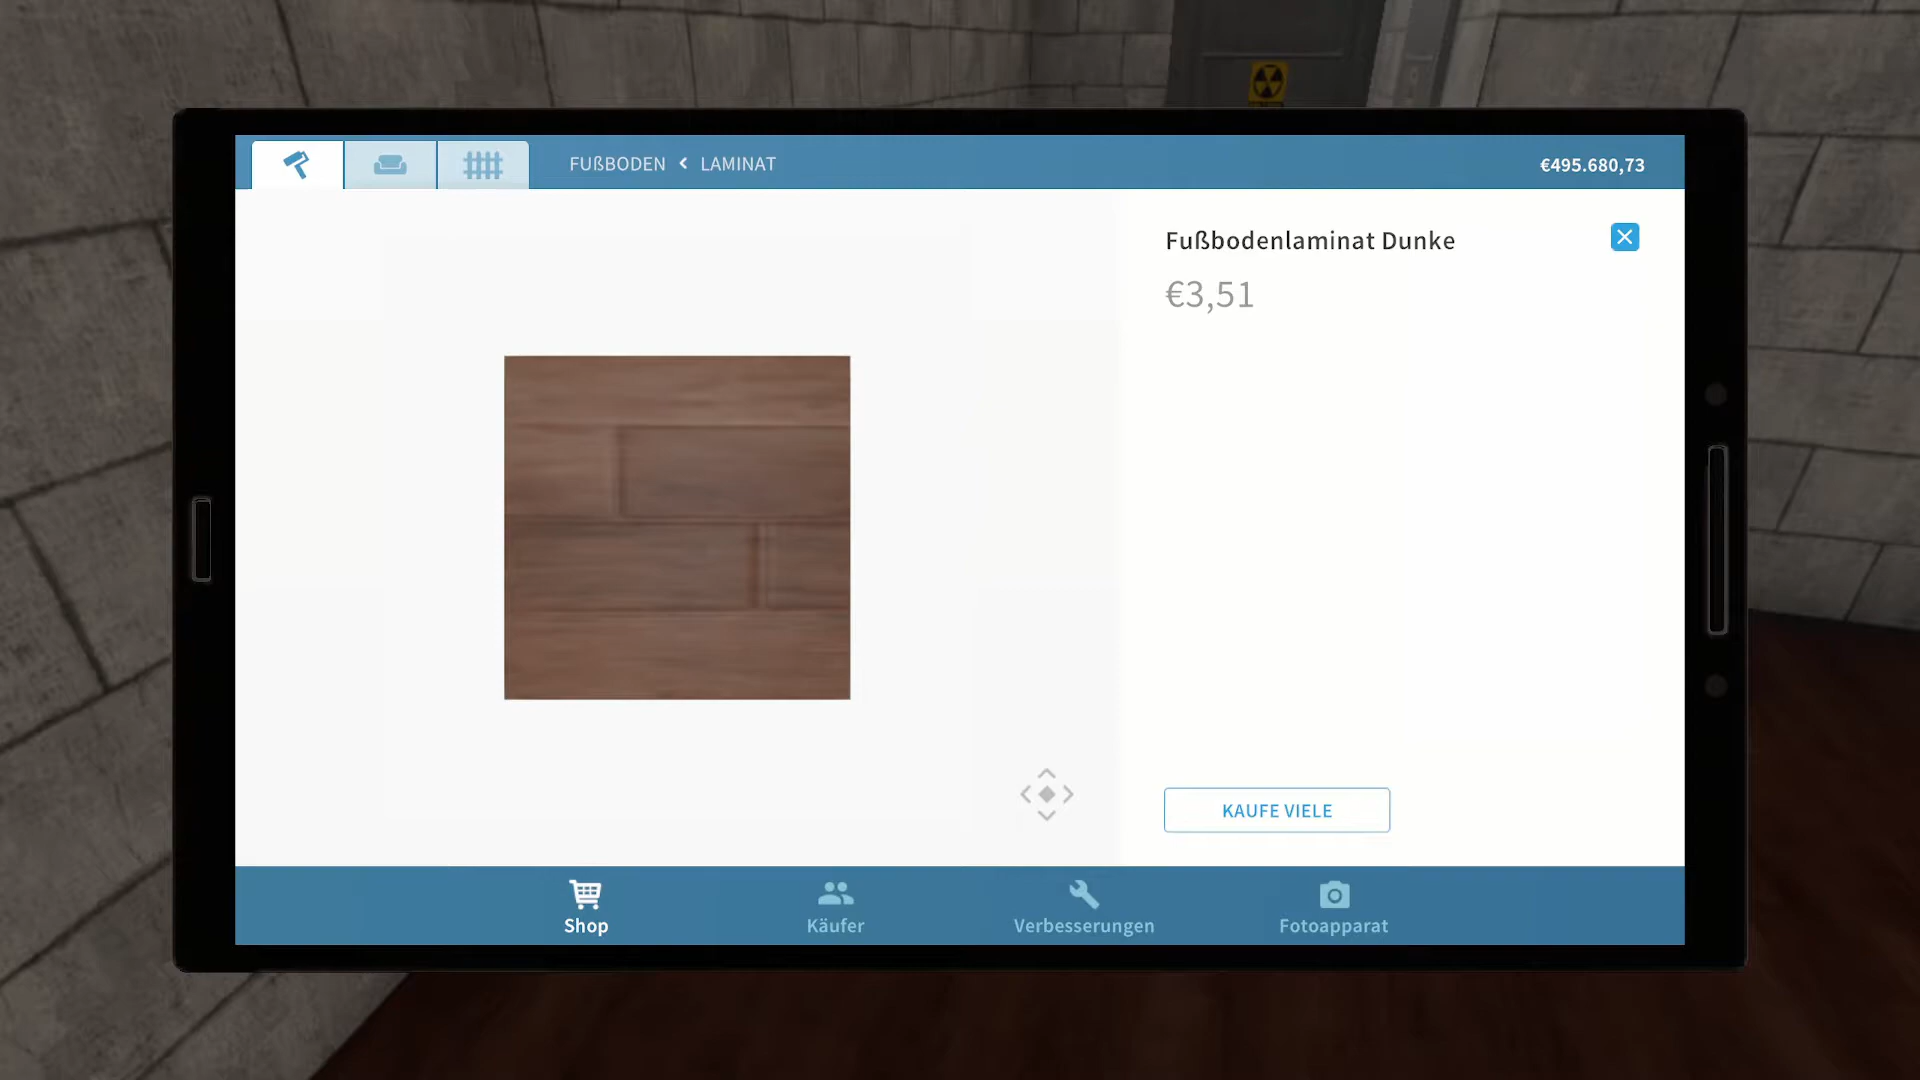 FUßBODEN < LAMINAT
€495.680,73
Fußbodenlaminat Dunke
€3,51
KAUFE VIELE
Shop
Käufer
Verbesserungen
Fotoapparat